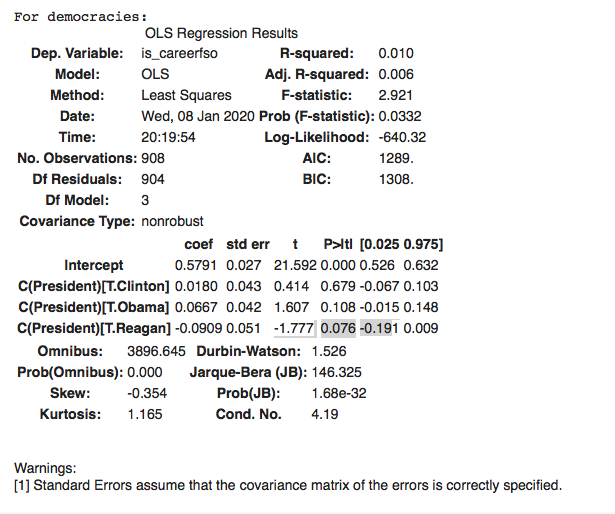 For democracies:
OLS Regression Results
Dep. Variable: is_careerfso R-squared: 0.010
Model: OLS Adj. R-squared: 0.006
Method: Least Squares F-statistic: 2.921
Date: Wed, 08 Jan 2020 Prob (F-statistic): 0.0332
Time: 20:19:54 Log-Likelihood: -640.32
No. Observations: 908 AIC: 1289.
Df Residuals: 904 BIC: 1308.
Df Model: 3
Covariance Type: nonrobust
coef std err t P>|t| [0.025 0.975]
Intercept 0.5791 0.027 21.592 0.000 0.526 0.632
C(President)[T.Clinton] 0.0180 0.043 0.414 0.679 -0.067 0.103
C(President)[T.Obama] 0.0667 0.042 1.607 0.108 -0.015 0.148
C(President)[T.Reagan] -0.0909 0.051 -1.777 0.076 -0.191 0.009
Omnibus: 3896.645 Durbin-Watson: 1.526
Prob(Omnibus): 0.000 Jarque-Bera (JB): 146.325
Skew: -0.354 Prob(JB): 1.68e-32
Kurtosis: 1.165 Cond. No. 4.19
Warnings:
[1] Standard Errors assume that the covariance matrix of the errors is correctly specified.